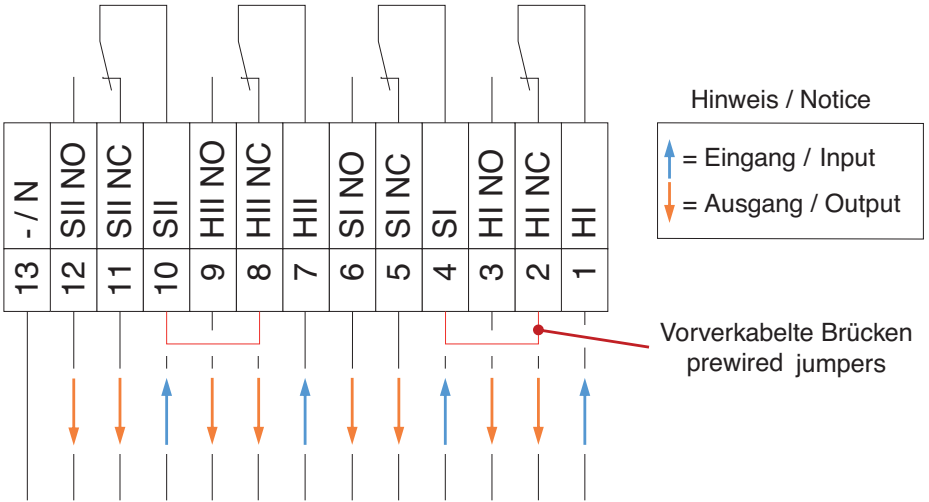 Hinweis / Notice
= Eingang / Input
= Ausgang / Output
- / N
SII NO
SII NC
SII
HII NO
HII NC
HII
SI NO
SI NC
SI
HI NO
HI NC
HI
13
12
11
10
9
8
7
6
5
4
3
2
1
Vorverkabelte Brücken
prewired jumpers